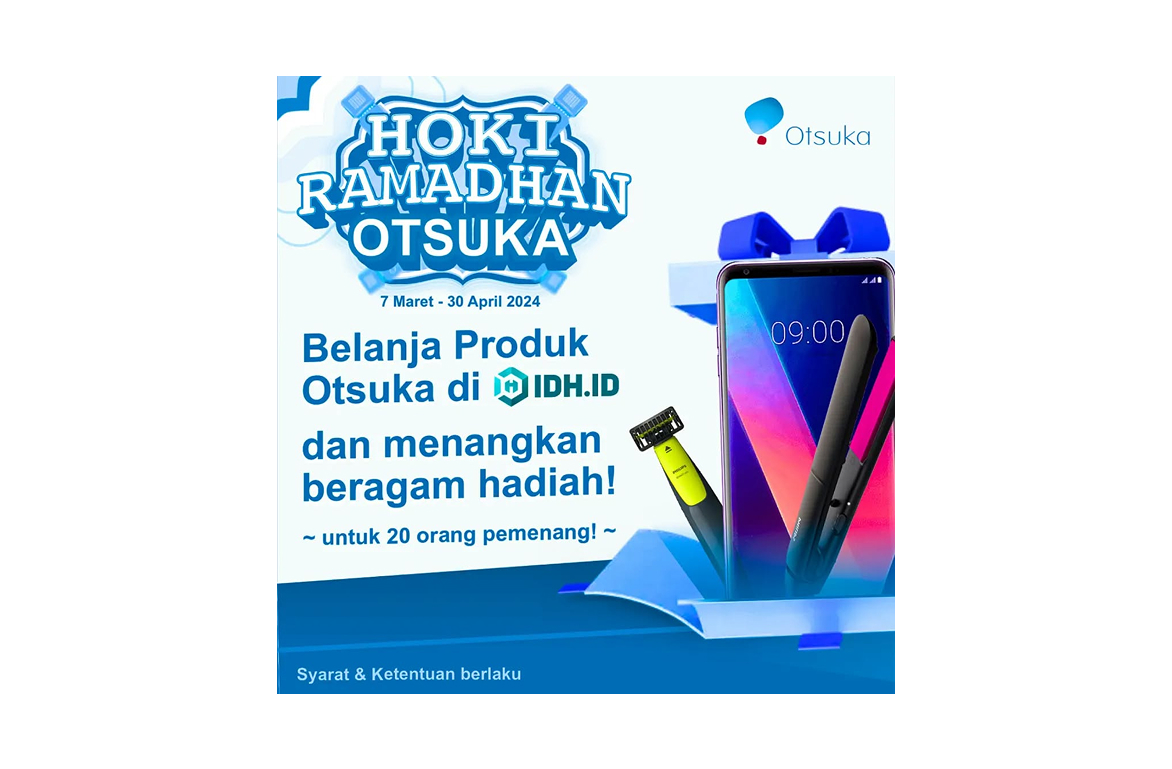 HOKI
RAMADHAN
OTSUKA
7 Maret - 30 April 2024
Otsuka
Belanja Produk
Otsuka di IDH.ID
dan menangkan
beragam hadiah!
~ untuk 20 orang pemenang! ~
09:00
PHILIPS
Syarat & Ketentuan berlaku